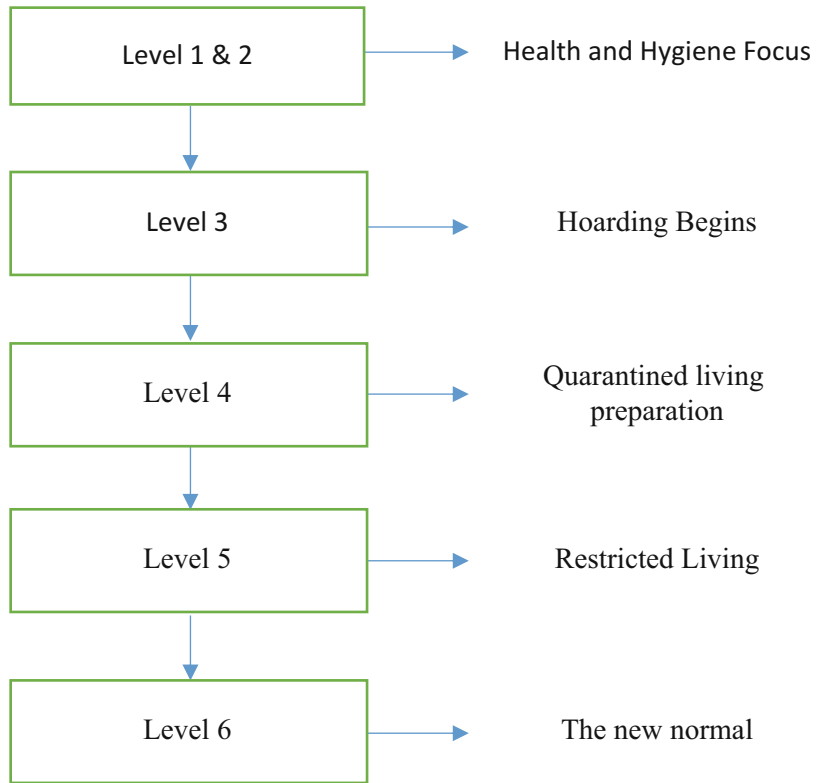 Level 1 & 2
Health and Hygiene Focus
Level 3
Hoarding Begins
Level 4
Quarantined living
preparation
Level 5
Restricted Living
Level 6
The new normal